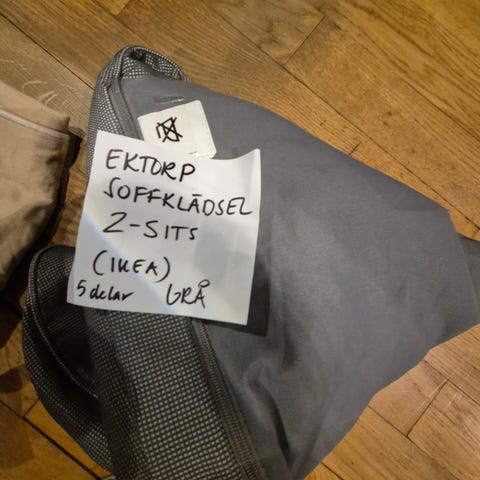 EKTORP
SOFFKLÄDSEL
2-SITS
(IKEA)
5 delar GRÅ